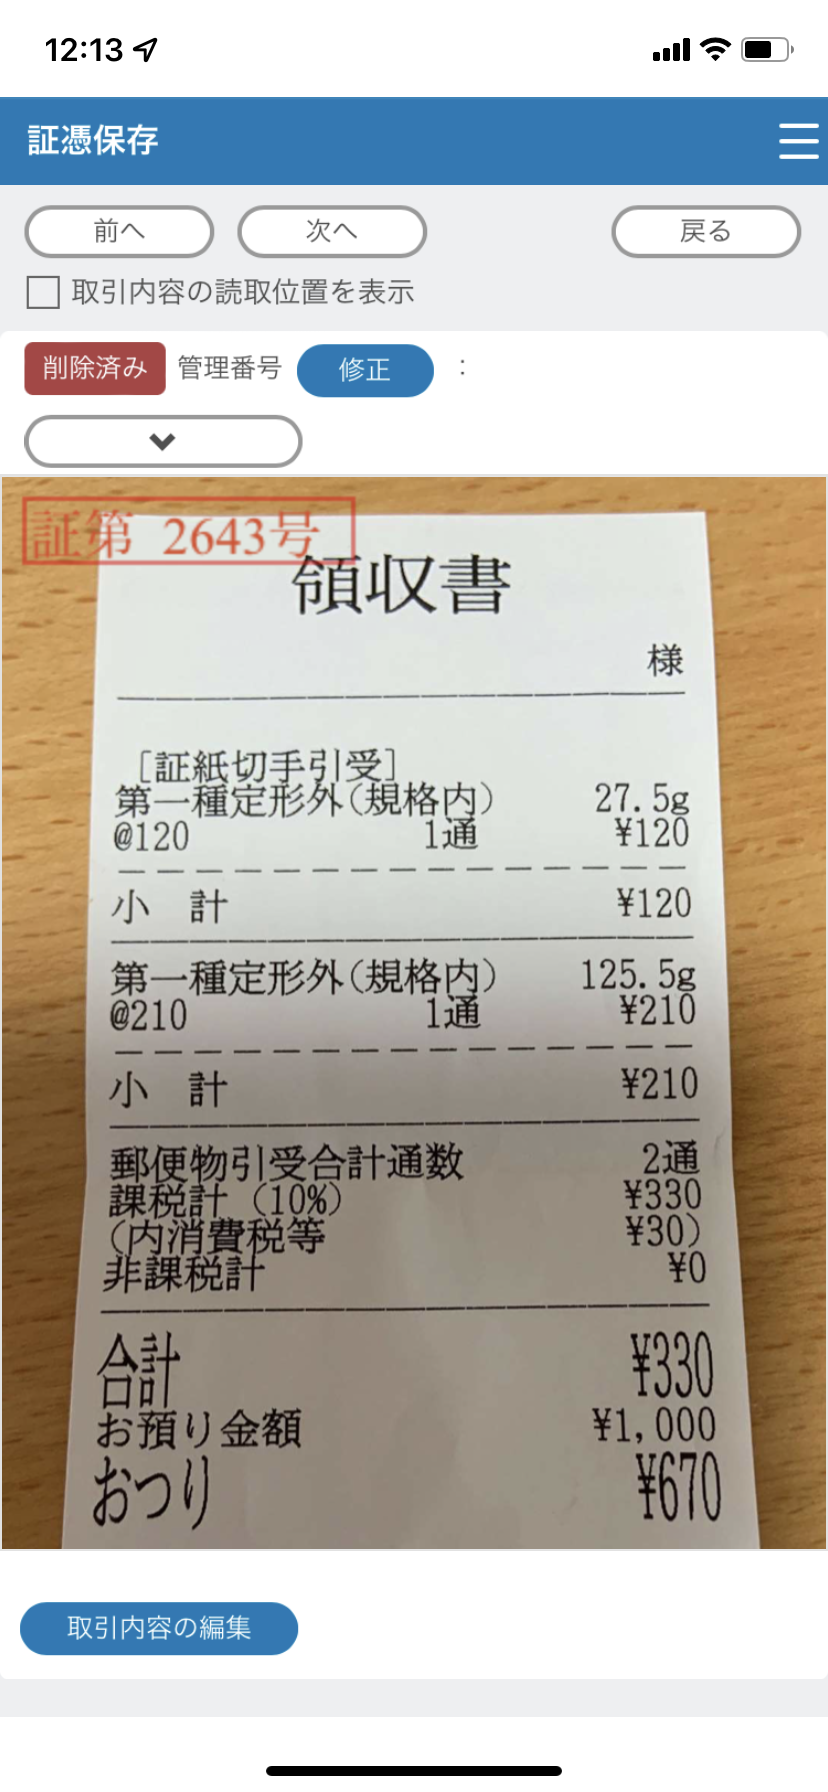 12:13
証憑保存
前へ 次へ 戻る
取引内容の読取位置を表示
削除済み 管理番号 修正 :
証第 2643号
領収書
様
[証紙切手引受]
第一種定形外(規格内) 27.5g
@120 1通 ¥120
小 計 ¥120
第一種定形外(規格内) 125.5g
@210 1通 ¥210
小 計 ¥210
郵便物引受合計通数 2通
課税計 (10%) ¥330
(内消費税等 ¥30)
非課税計 ¥0
合計 ¥330
お預り金額 ¥1,000
おつり ¥670
取引内容の編集